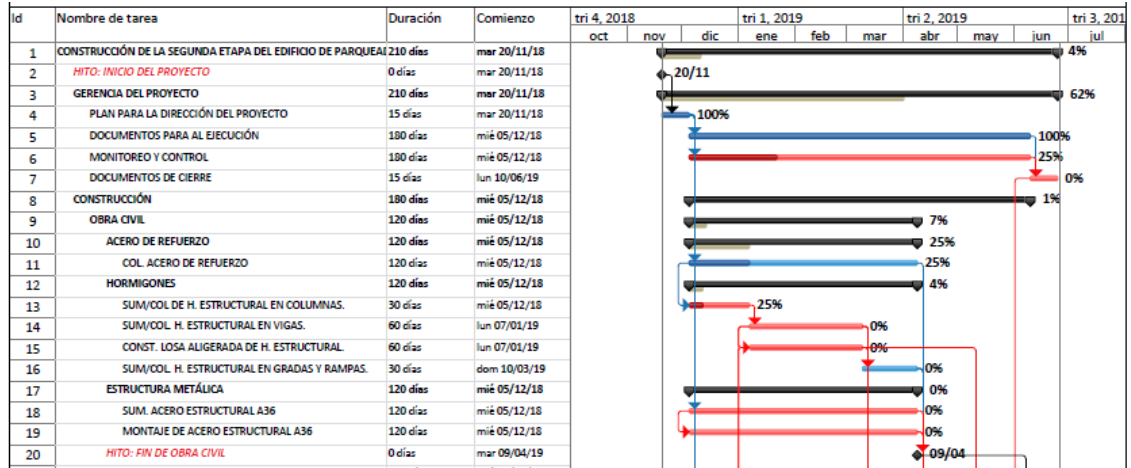 Id Nombre de tarea Duración Comienzo tri 4, 2018 tri 1, 2019 tri 2, 2019 tri 3, 201
oct nov dic ene feb mar abr may jun jul
1 CONSTRUCCIÓN DE LA SEGUNDA ETAPA DEL EDIFICIO DE PARQUEAD 210 días mar 20/11/18 4%
2 HITO: INICIO DEL PROYECTO 0 días mar 20/11/18 20/11
3 GERENCIA DEL PROYECTO 210 días mar 20/11/18 62%
4 PLAN PARA LA DIRECCIÓN DEL PROYECTO 15 días mar 20/11/18 100%
5 DOCUMENTOS PARA AL EJECUCIÓN 180 días mié 05/12/18 100%
6 MONITOREO Y CONTROL 180 días mié 05/12/18 25%
7 DOCUMENTOS DE CIERRE 15 días lun 10/06/19 0%
8 CONSTRUCCIÓN 180 días mié 05/12/18 1%
9 OBRA CIVIL 120 días mié 05/12/18 7%
10 ACERO DE REFUERZO 120 días mié 05/12/18 25%
11 COL. ACERO DE REFUERZO 120 días mié 05/12/18 25%
12 HORMIGONES 120 días mié 05/12/18 4%
13 SUM/COL DE H. ESTRUCTURAL EN COLUMNAS. 30 días mié 05/12/18 25%
14 SUM/COL. H. ESTRUCTURAL EN VIGAS. 60 días lun 07/01/19 0%
15 CONST. LOSA ALIGERADA DE H. ESTRUCTURAL. 60 días lun 07/01/19 0%
16 SUM/COL. H. ESTRUCTURAL EN GRADAS Y RAMPAS. 30 días dom 10/03/19 0%
17 ESTRUCTURA METÁLICA 120 días mié 05/12/18 0%
18 SUM. ACERO ESTRUCTURAL A36 120 días mié 05/12/18 0%
19 MONTAJE DE ACERO ESTRUCTURAL A36 120 días mié 05/12/18 0%
20 HITO: FIN DE OBRA CIVIL 0 días mar 09/04/19 09/04